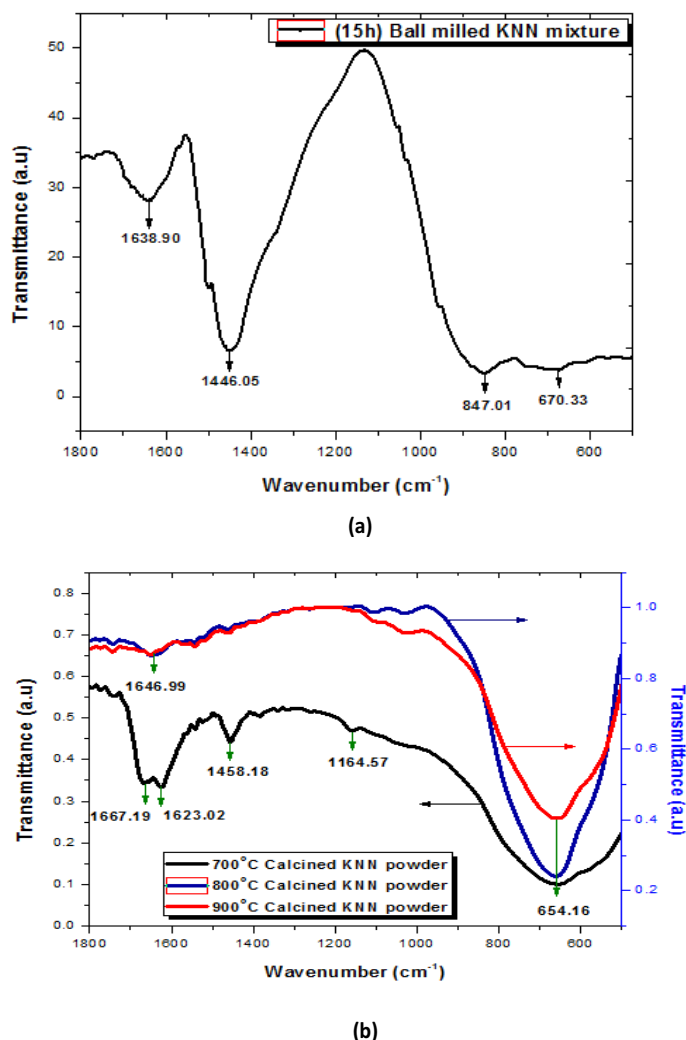 (15h) Ball milled KNN mixture
50
40
30
20
10
0
Transmittance (a.u)
1638.90
1446.05
847.01
670.33
1800 1600 1400 1200 1000 800 600
Wavenumber (cm⁻¹)
(a)
0.8
0.7
0.6
0.5
0.4
0.3
0.2
0.1
0.0
Transmittance (a.u)
1.0
0.8
0.6
0.4
0.2
Transmittance (a.u)
1646.99
1458.18
1164.57
1667.19 1623.02
700°C Calcined KNN powder
800°C Calcined KNN powder
900°C Calcined KNN powder
654.16
1800 1600 1400 1200 1000 800 600
Wavenumber (cm⁻¹)
(b)